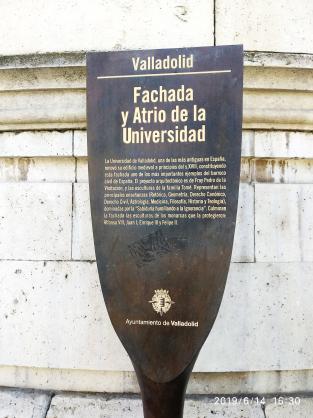 Valladolid
Fachada
y Atrio de la
Universidad
La Universidad de Valladolid, una de las más antiguas en España,
renovó su edificio medieval a principios del s.XVIII, constituyendo
esta fachada uno de los más importantes ejemplos del barroco
civil de España. El proyecto arquitectónico es de Fray Pedro de la
Visitación, y las esculturas de la familia Tomé. Representan las
principales enseñanzas (Retórica, Geometría, Derecho Canónico,
Derecho Civil, Astrología, Medicina, Filosofía, Historia y Teología),
dominadas por la "Sabiduría humillando a la ignorancia". Culminan
la fachada las esculturas de los monarcas que la protegieron:
Alfonso VIII, Juan I, Enrique III y Felipe II.
Ayuntamiento de Valladolid
2019/6/14 16:30